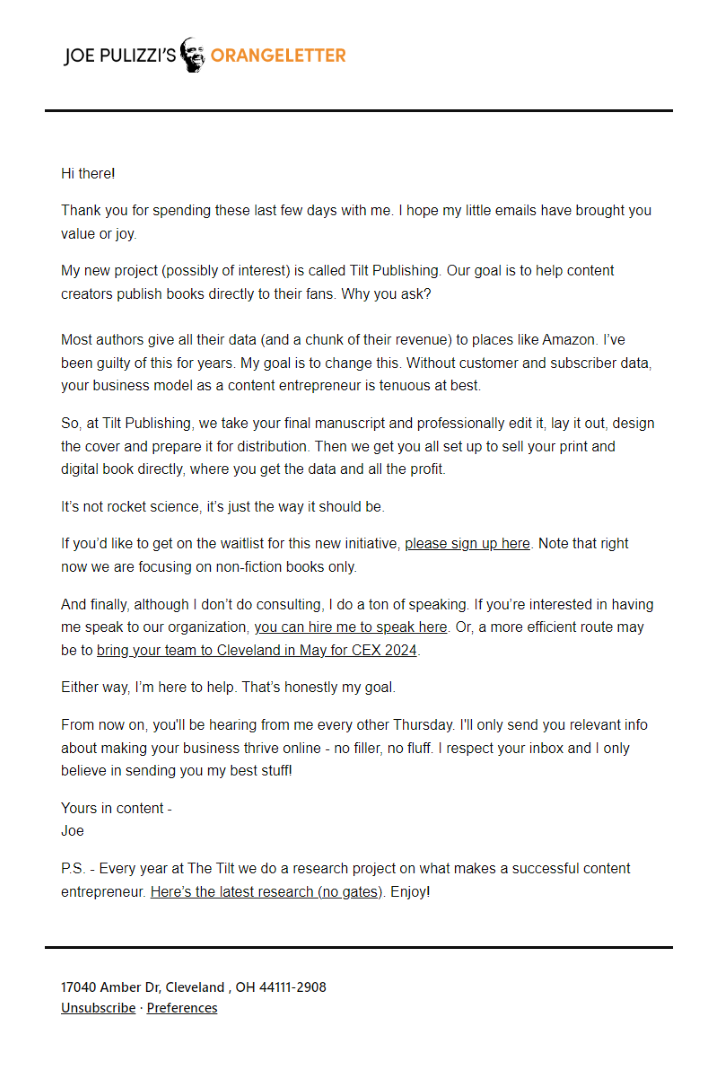 JOE PULIZZI'S ORANGELETTER
Hi there!
Thank you for spending these last few days with me. I hope my little emails have brought you
value or joy.
My new project (possibly of interest) is called Tilt Publishing. Our goal is to help content
creators publish books directly to their fans. Why you ask?
Most authors give all their data (and a chunk of their revenue) to places like Amazon. I've
been guilty of this for years. My goal is to change this. Without customer and subscriber data,
your business model as a content entrepreneur is tenuous at best.
So, at Tilt Publishing, we take your final manuscript and professionally edit it, lay it out, design
the cover and prepare it for distribution. Then we get you all set up to sell your print and
digital book directly, where you get the data and all the profit.
It's not rocket science, it's just the way it should be.
If you'd like to get on the waitlist for this new initiative, please sign up here. Note that right
now we are focusing on non-fiction books only.
And finally, although I don't do consulting, I do a ton of speaking. If you're interested in having
me speak to our organization, you can hire me to speak here. Or, a more efficient route may
be to bring your team to Cleveland in May for CEX 2024.
Either way, I'm here to help. That's honestly my goal.
From now on, you'll be hearing from me every other Thursday. I'll only send you relevant info
about making your business thrive online - no filler, no fluff. I respect your inbox and I only
believe in sending you my best stuff!
Yours in content -
Joe
P.S. - Every year at The Tilt we do a research project on what makes a successful content
entrepreneur. Here's the latest research (no gates). Enjoy!
17040 Amber Dr, Cleveland , OH 44111-2908
Unsubscribe · Preferences